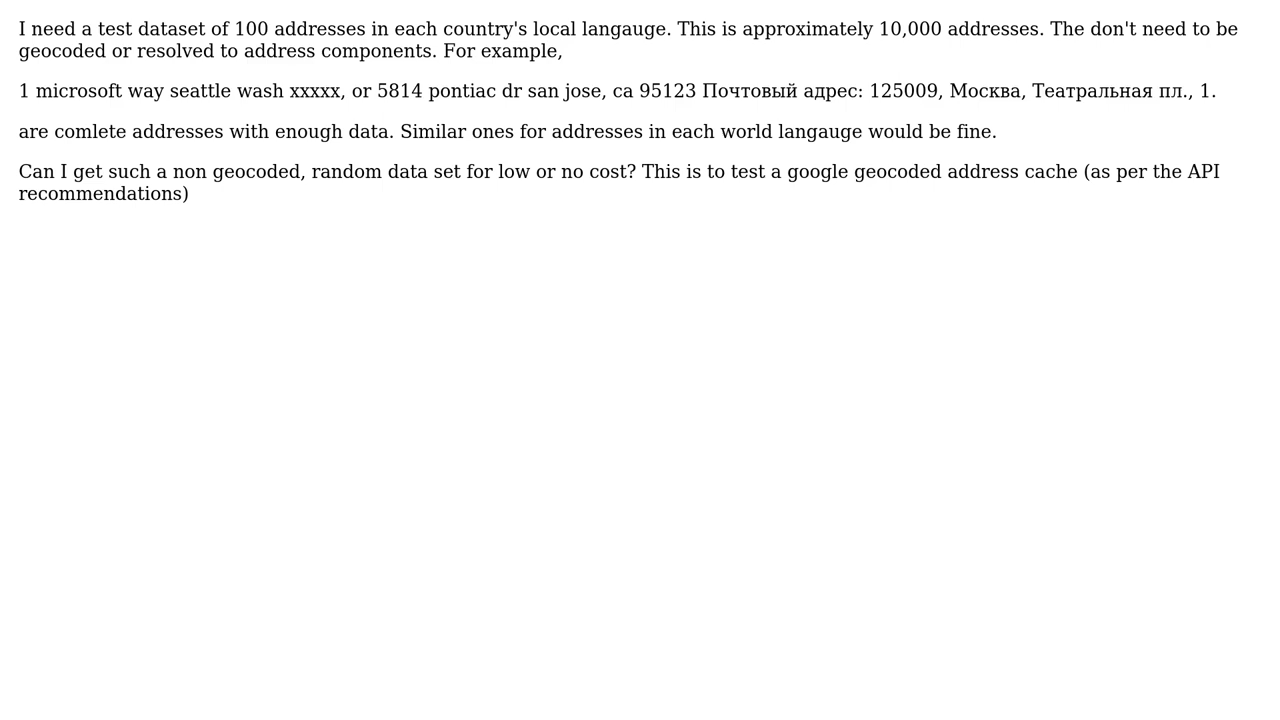 I need a test dataset of 100 addresses in each country's local langauge. This is approximately 10,000 addresses. The don't need to be
geocoded or resolved to address components. For example,
1 microsoft way seattle wash xxxxx, or 5814 pontiac dr san jose, ca 95123 Почтовый адрес: 125009, Москва, Театральная пл., 1.
are comlete addresses with enough data. Similar ones for addresses in each world langauge would be fine.
Can I get such a non geocoded, random data set for low or no cost? This is to test a google geocoded address cache (as per the API
recommendations)